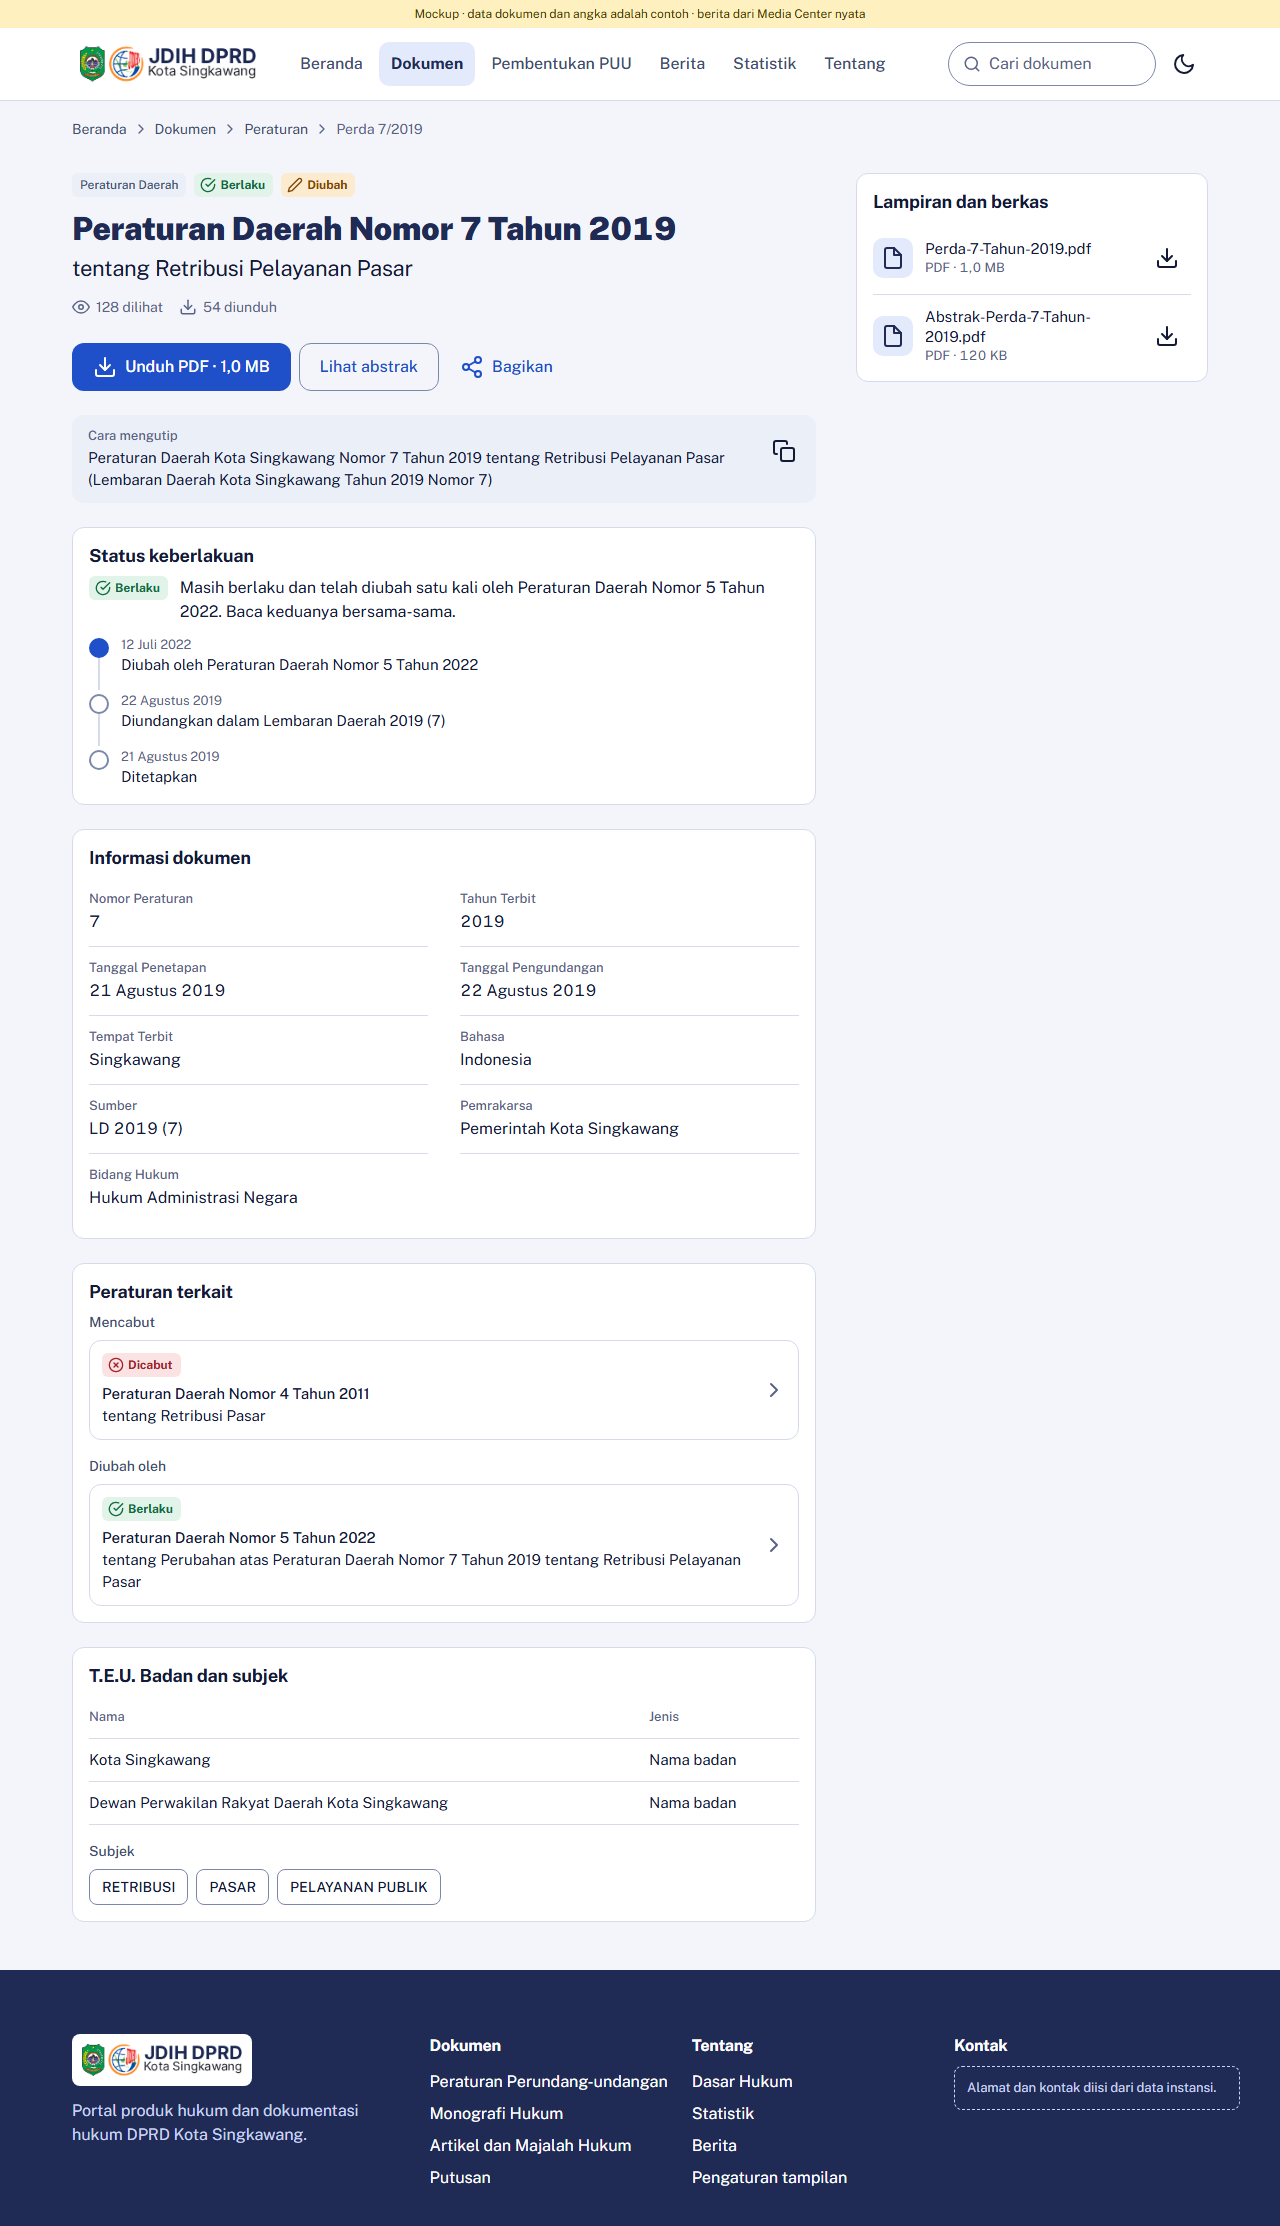 Mockup · data dokumen dan angka adalah contoh · berita dari Media Center nyata
JDIH DPRD
Kota Singkawang
Beranda
Dokumen
Pembentukan PUU
Berita
Statistik
Tentang
Cari dokumen
Beranda > Dokumen > Peraturan > Perda 7/2019
Peraturan Daerah
Berlaku
Diubah
Peraturan Daerah Nomor 7 Tahun 2019
tentang Retribusi Pelayanan Pasar
128 dilihat
54 diunduh
Unduh PDF · 1,0 MB
Lihat abstrak
Bagikan
Cara mengutip
Peraturan Daerah Kota Singkawang Nomor 7 Tahun 2019 tentang Retribusi Pelayanan Pasar
(Lembaran Daerah Kota Singkawang Tahun 2019 Nomor 7)
Status keberlakuan
Berlaku
Masih berlaku dan telah diubah satu kali oleh Peraturan Daerah Nomor 5 Tahun
2022. Baca keduanya bersama-sama.
12 Juli 2022
Diubah oleh Peraturan Daerah Nomor 5 Tahun 2022
22 Agustus 2019
Diundangkan dalam Lembaran Daerah 2019 (7)
21 Agustus 2019
Ditetapkan
Informasi dokumen
Nomor Peraturan
7
Tahun Terbit
2019
Tanggal Penetapan
21 Agustus 2019
Tanggal Pengundangan
22 Agustus 2019
Tempat Terbit
Singkawang
Bahasa
Indonesia
Sumber
LD 2019 (7)
Pemrakarsa
Pemerintah Kota Singkawang
Bidang Hukum
Hukum Administrasi Negara
Peraturan terkait
Mencabut
Dicabut
Peraturan Daerah Nomor 4 Tahun 2011
tentang Retribusi Pasar
Diubah oleh
Berlaku
Peraturan Daerah Nomor 5 Tahun 2022
tentang Perubahan atas Peraturan Daerah Nomor 7 Tahun 2019 tentang Retribusi Pelayanan
Pasar
T.E.U. Badan dan subjek
Nama
Jenis
Kota Singkawang
Nama badan
Dewan Perwakilan Rakyat Daerah Kota Singkawang
Nama badan
Subjek
RETRIBUSI
PASAR
PELAYANAN PUBLIK
Lampiran dan berkas
Perda-7-Tahun-2019.pdf
PDF · 1,0 MB
Abstrak-Perda-7-Tahun-
2019.pdf
PDF · 120 KB
JDIH DPRD
Kota Singkawang
Portal produk hukum dan dokumentasi
hukum DPRD Kota Singkawang.
Dokumen
Peraturan Perundang-undangan
Monografi Hukum
Artikel dan Majalah Hukum
Putusan
Tentang
Dasar Hukum
Statistik
Berita
Pengaturan tampilan
Kontak
Alamat dan kontak diisi dari data instansi.